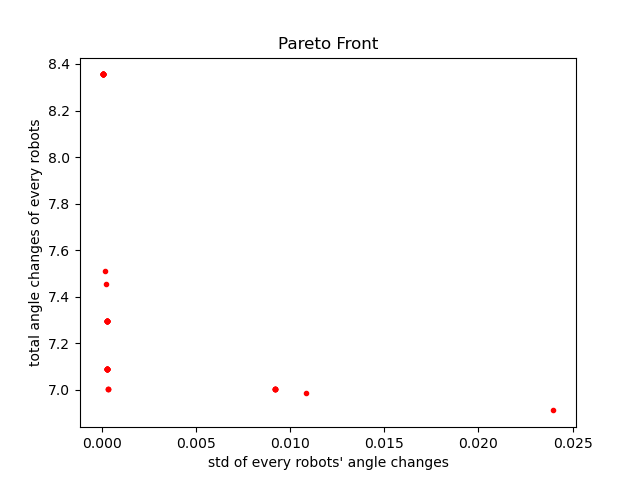 Pareto Front
total angle changes of every robots
8.4
8.2
8.0
7.8
7.6
7.4
7.2
7.0
0.000 0.005 0.010 0.015 0.020 0.025
std of every robots' angle changes